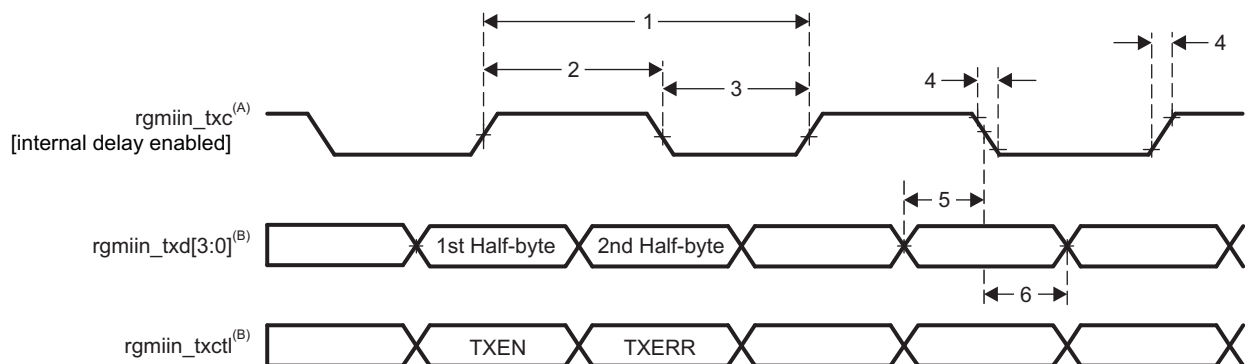 1
4
2
4
3
rgmiin_txc(A)
[internal delay enabled]
5
rgmiin_txd[3:0](B)
1st Half-byte
2nd Half-byte
6
rgmiin_txctl(B)
TXEN
TXERR